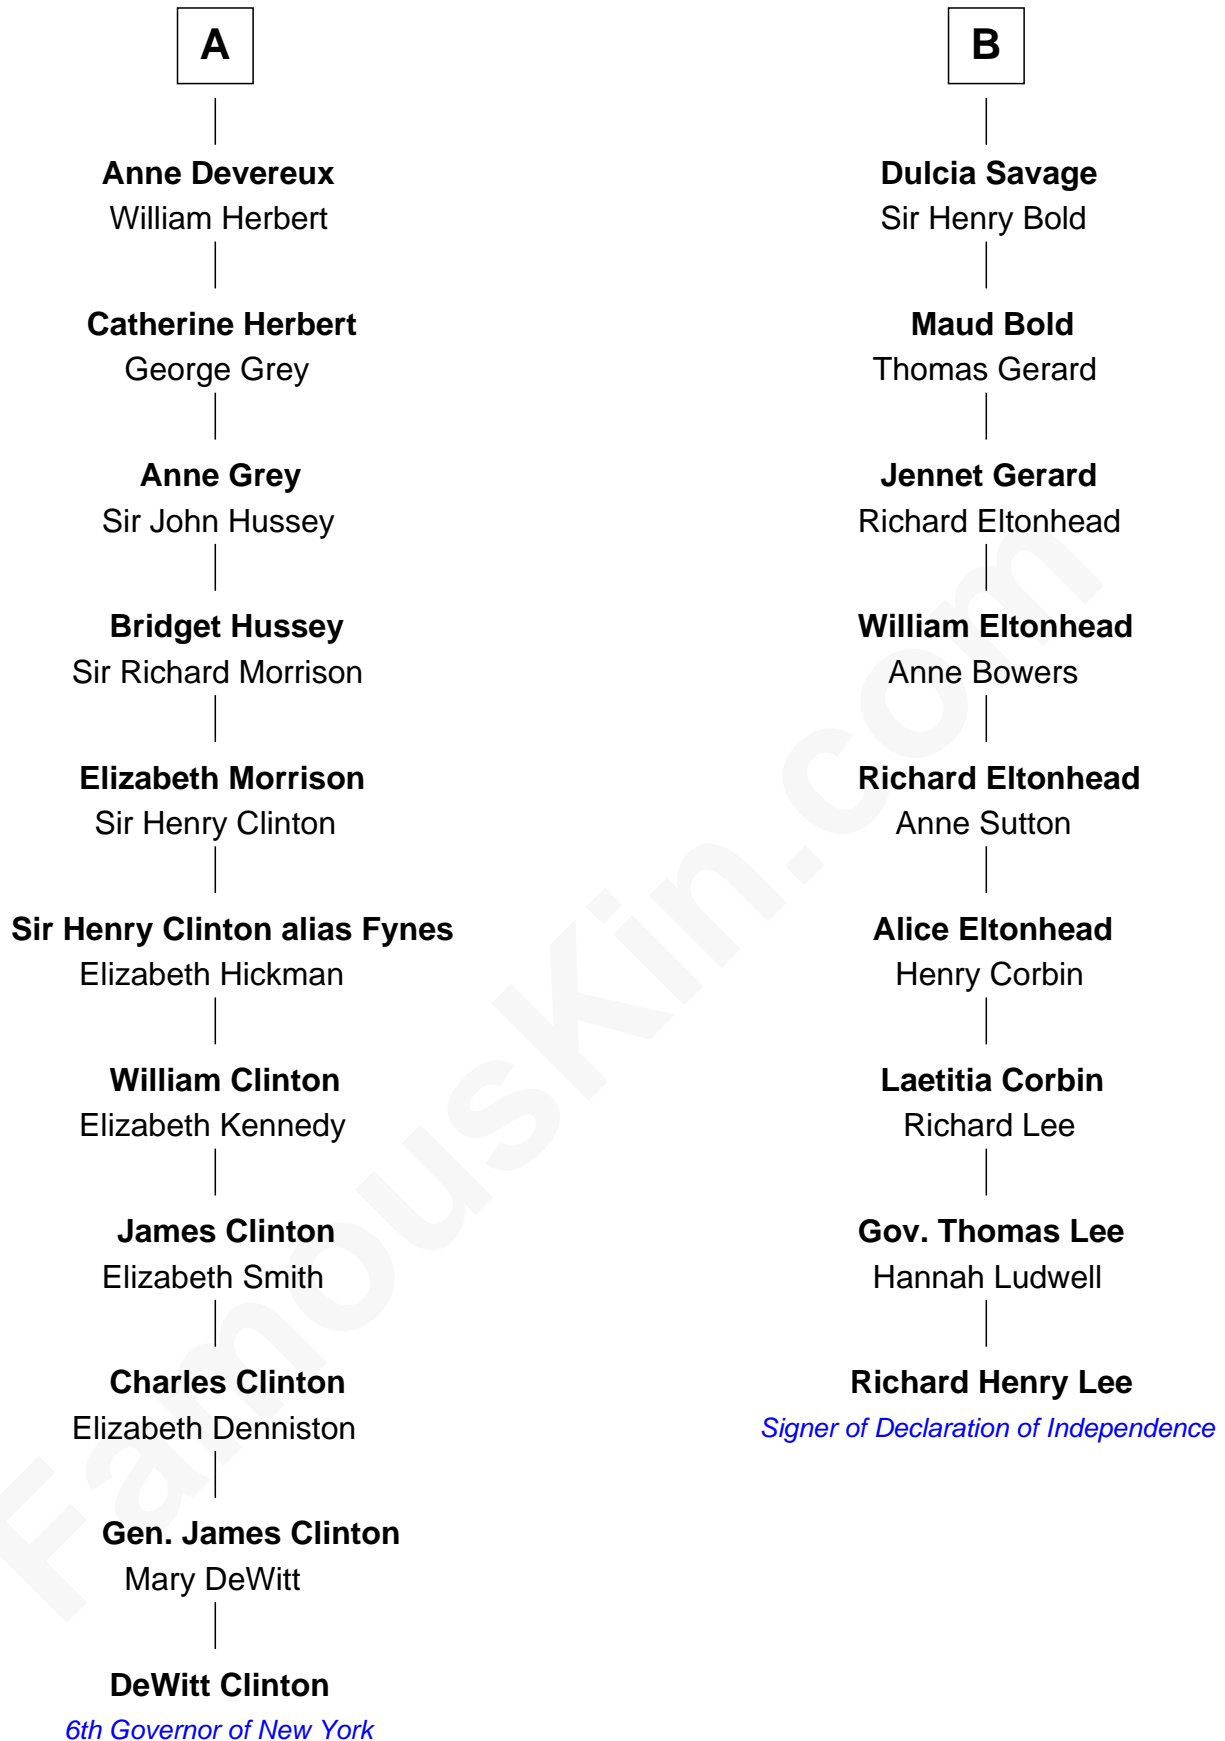 A
Anne Devereux
William Herbert
Catherine Herbert
George Grey
Anne Grey
Sir John Hussey
Bridget Hussey
Sir Richard Morrison
Elizabeth Morrison
Sir Henry Clinton
Sir Henry Clinton alias Fynes
Elizabeth Hickman
William Clinton
Elizabeth Kennedy
James Clinton
Elizabeth Smith
Charles Clinton
Elizabeth Denniston
Gen. James Clinton
Mary DeWitt
DeWitt Clinton
6th Governor of New York
B
Dulcia Savage
Sir Henry Bold
Maud Bold
Thomas Gerard
Jennet Gerard
Richard Eltonhead
William Eltonhead
Anne Bowers
Richard Eltonhead
Anne Sutton
Alice Eltonhead
Henry Corbin
Laetitia Corbin
Richard Lee
Gov. Thomas Lee
Hannah Ludwell
Richard Henry Lee
Signer of Declaration of Independence
FamousKin.com